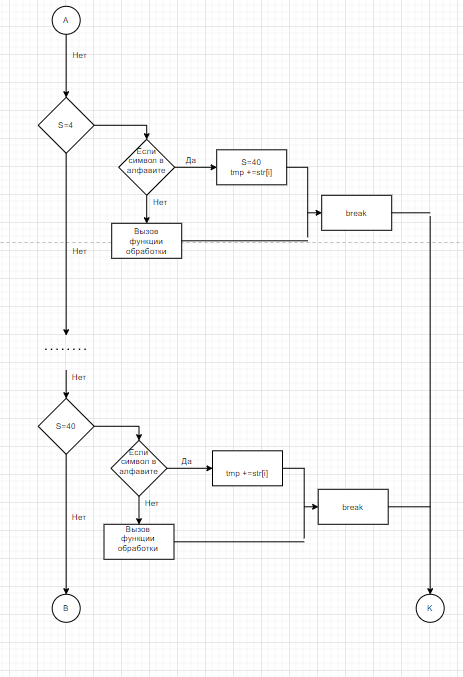 А
Нет
S=4
Если
символ в
алфавите
Да
S=40
tmp +=str[i]
break
Нет
Вызов
функции
обработки
Нет
. . . . . . . .
Нет
S=40
Если
символ в
алфавите
Да
tmp +=str[i]
break
Нет
Вызов
функции
обработки
Нет
В
К